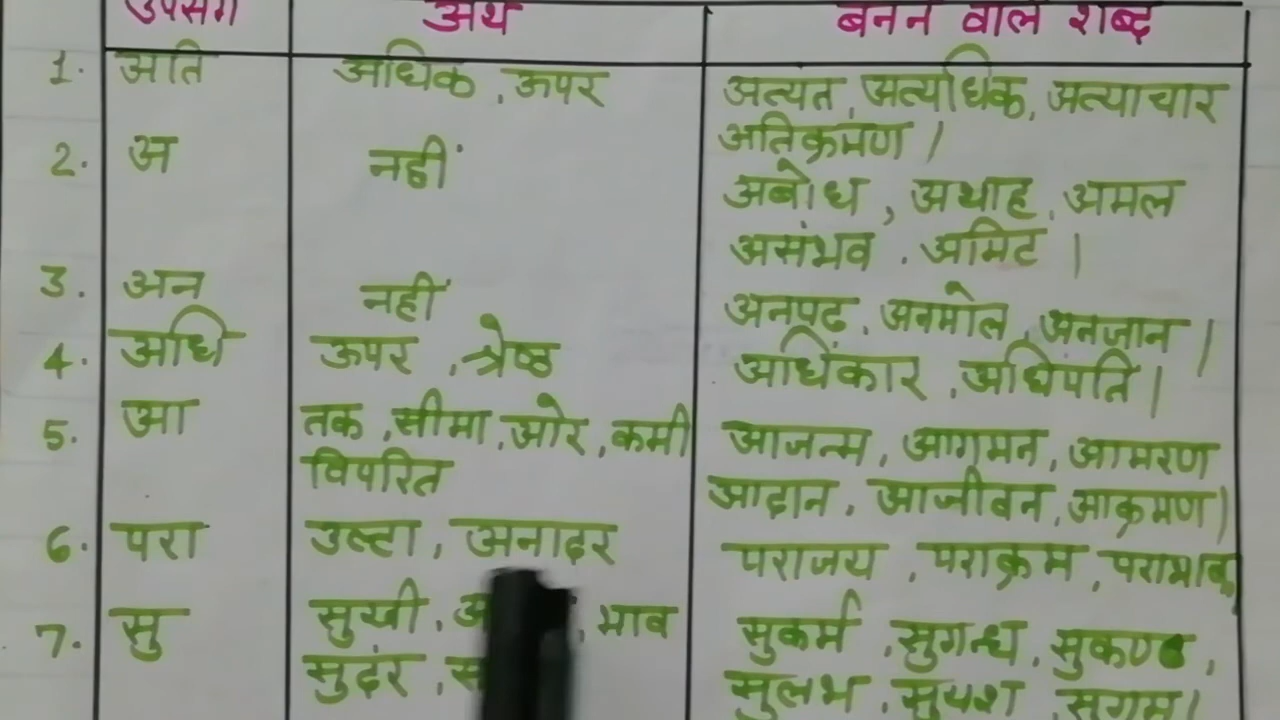 उपसर्ग अर्थ बनने वाले शब्द
1. अति अधिक, ऊपर अत्यंत, अत्यधिक, अत्याचार
अतिक्रमण।
2. अ नहीं
अबोध, अथाह, अमल
असंभव, अमिट।
3. अन नहीं अनपढ, अनमोल, अनजान।
4. अधि ऊपर, श्रेष्ठ अधिकार, अधिपति।
5. आ तक, सीमा, ओर, कमी आजन्म, आगमन, आमरण
विपरित आदान, आजीवन, आक्रमण)
6. परा उल्टा, अनादर पराजय, पराक्रम, पराभाव
7. सु सुखी, भाव सुकर्म, सुगन्ध, सुकण्ठ,
सुदंर, सुलभ, सुयश, सुगम।